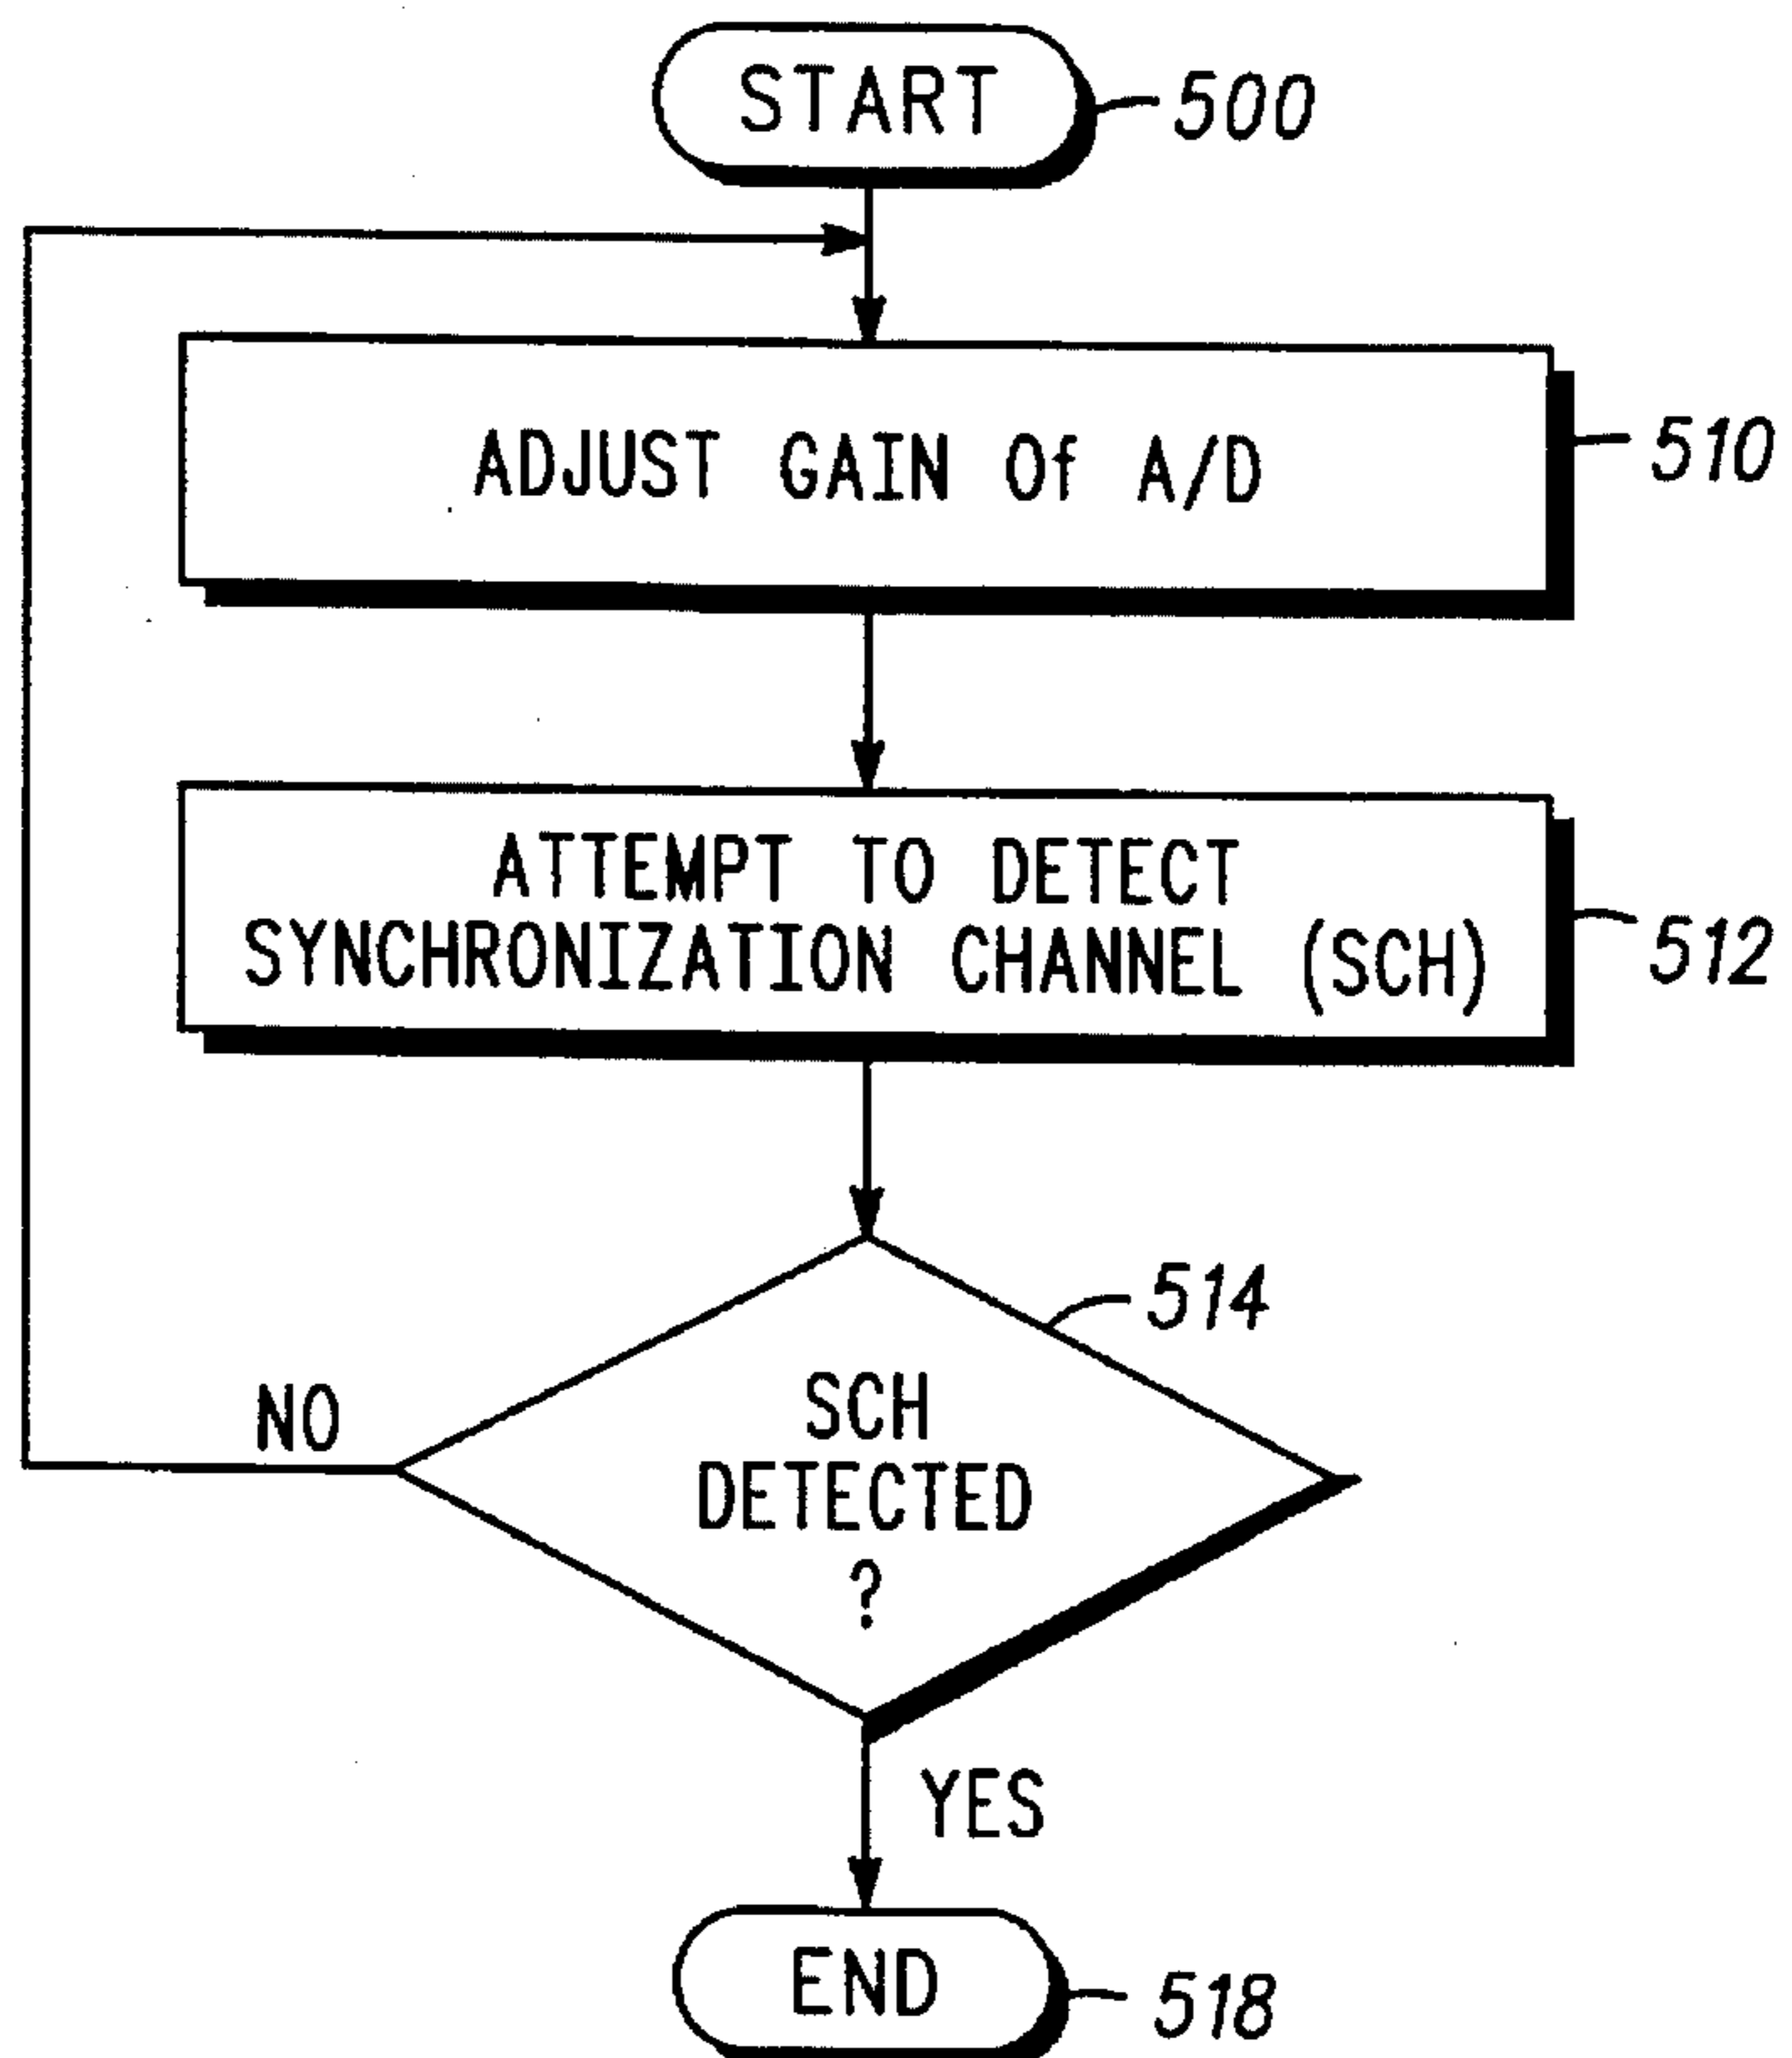 START
500
ADJUST GAIN Of A/D
510
ATTEMPT TO DETECT
SYNCHRONIZATION CHANNEL (SCH)
512
514
SCH
DETECTED
?
NO
YES
END
518